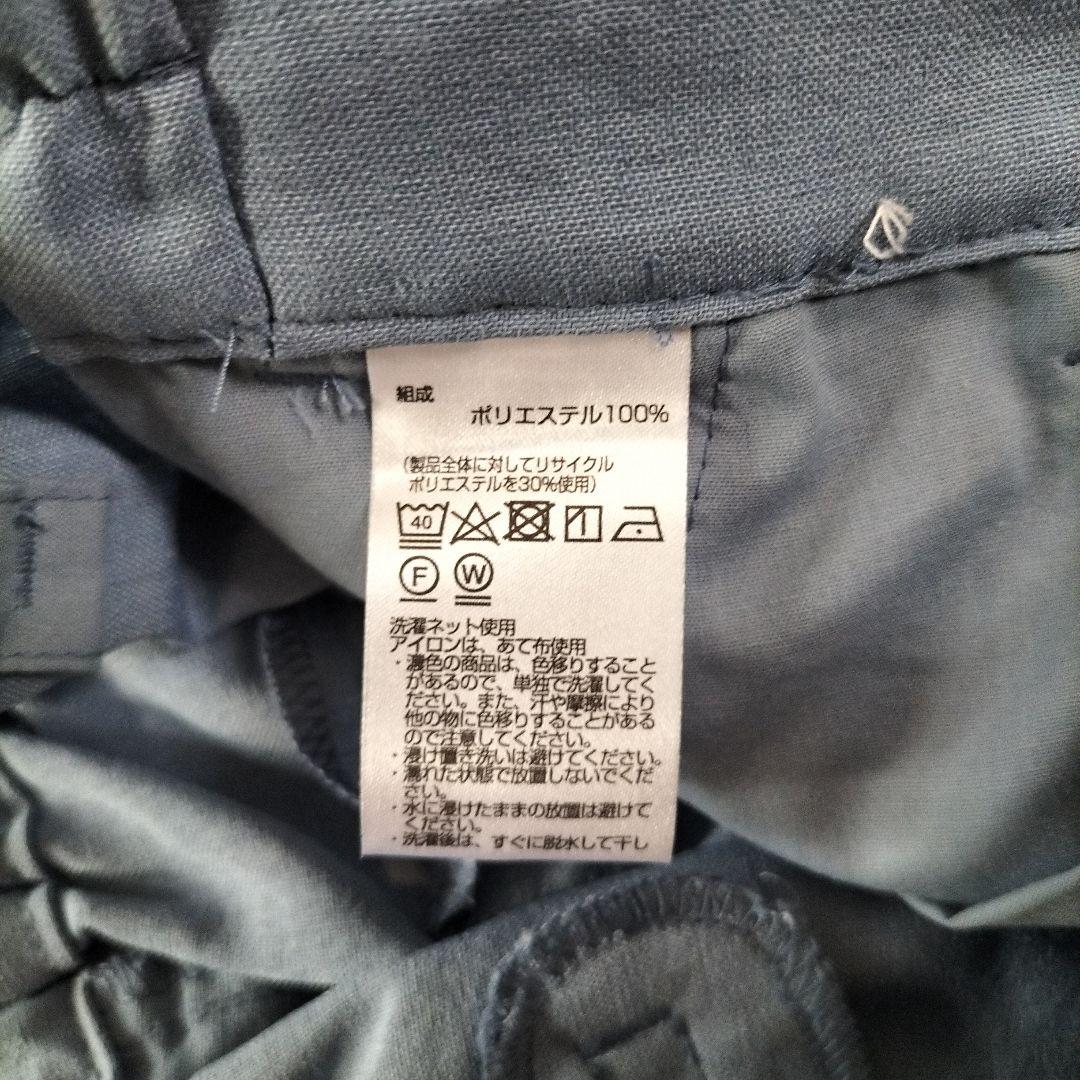 組成
ポリエステル100%
(製品全体に対してリサイクル
ポリエステルを30%使用)
40
F W
洗濯ネット使用
アイロンは、あて布使用
・濃色の商品は、色移りすること
があるので、単独で洗濯してく
ださい。また、汗や摩擦により
他の物に色移りすることがある
ので注意してください。
・浸け置き洗いは避けてください。
・濡れた状態で放置しないでくだ
さい。
・水に浸けたままの放置は避けて
ください。
・洗濯後は、すぐに脱水して干し